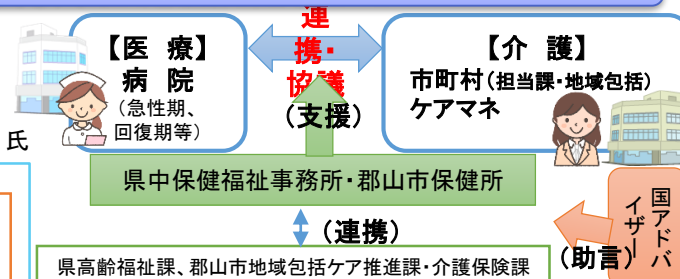 【医 療】
病 院
(急性期、
回復期等)
連
携・
協議
(支援)
【介 護】
市町村(担当課・地域包括)
ケアマネ
氏
県中保健福祉事務所・郡山市保健所
(連携)
国アドバ
イザー
(助言)
県高齢福祉課、郡山市地域包括ケア推進課・介護保険課